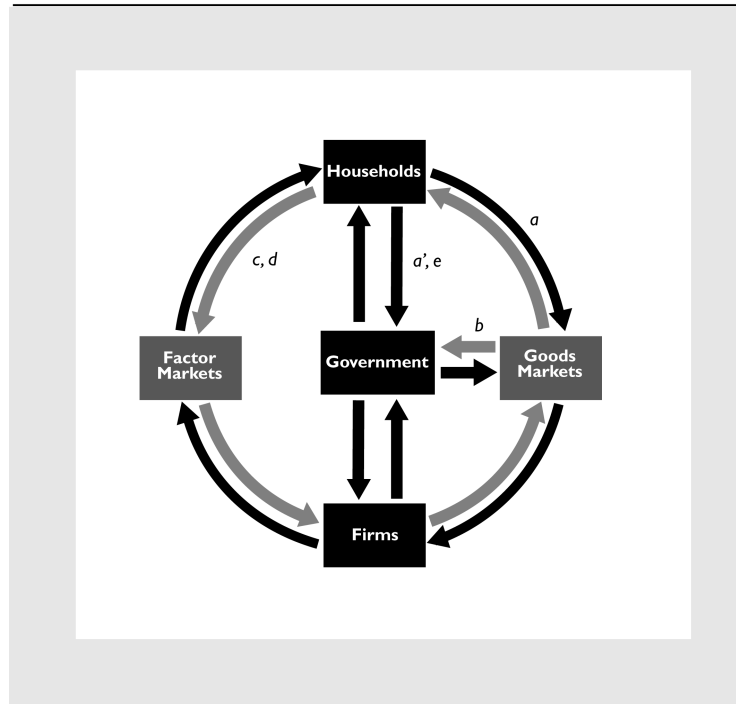 Households
a
c, d
a', e
b
Factor
Markets
Government
Goods
Markets
Firms